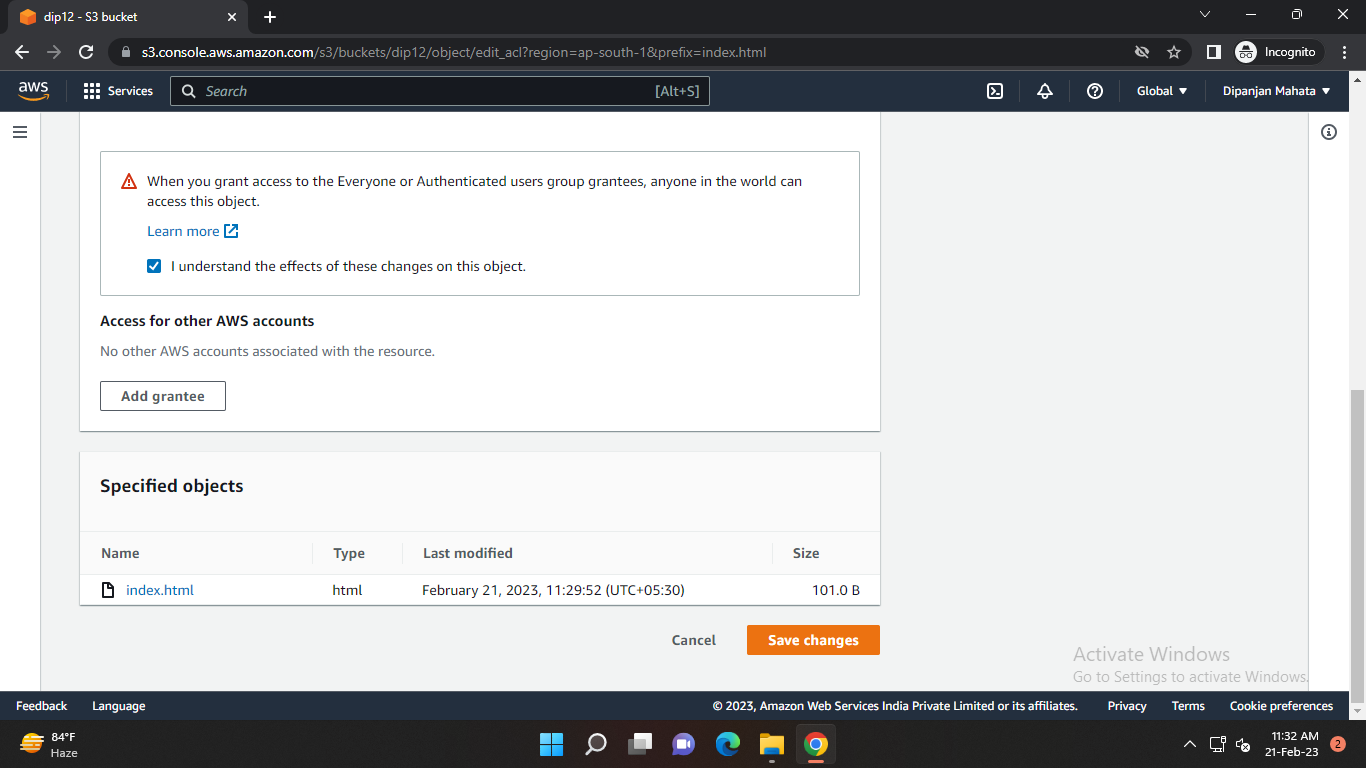 dip12 - S3 bucket
s3.console.aws.amazon.com/s3/buckets/dip12/object/edit_acl?region=ap-south-1&prefix=index.html
Incognito
aws
Services
Search
[Alt+S]
Global
Dipanjan Mahata
When you grant access to the Everyone or Authenticated users group grantees, anyone in the world can
access this object.
Learn more
I understand the effects of these changes on this object.
Access for other AWS accounts
No other AWS accounts associated with the resource.
Add grantee
Specified objects
Name Type Last modified Size
index.html html February 21, 2023, 11:29:52 (UTC+05:30) 101.0 B
Cancel Save changes
Activate Windows
Go to Settings to activate Windows.
Feedback Language © 2023, Amazon Web Services India Private Limited or its affiliates. Privacy Terms Cookie preferences
84°F
Haze
11:32 AM
21-Feb-23
2